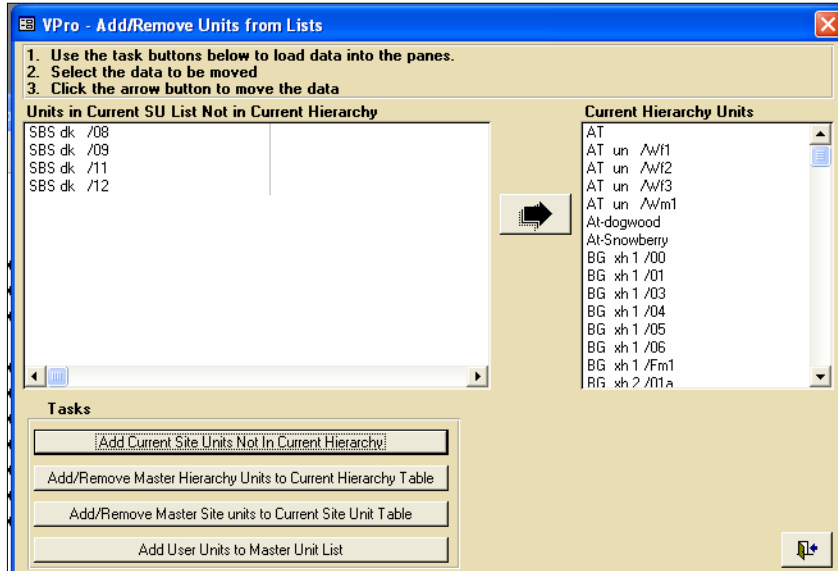 VPro - Add/Remove Units from Lists
1. Use the task buttons below to load data into the panes.
2. Select the data to be moved
3. Click the arrow button to move the data
Units in Current SU List Not in Current Hierarchy
SBS dk /08
SBS dk /09
SBS dk /11
SBS dk /12
Current Hierarchy Units
AT
AT un /Wf1
AT un /Wf2
AT un /Wf3
AT un /Wm1
At-dogwood
At-Snowberry
BG xh 1 /00
BG xh 1 /01
BG xh 1 /03
BG xh 1 /04
BG xh 1 /05
BG xh 1 /06
BG xh 1 /Fm1
BG xh 2 /01a
Tasks
Add Current Site Units Not In Current Hierarchy
Add/Remove Master Hierarchy Units to Current Hierarchy Table
Add/Remove Master Site units to Current Site Unit Table
Add User Units to Master Unit List